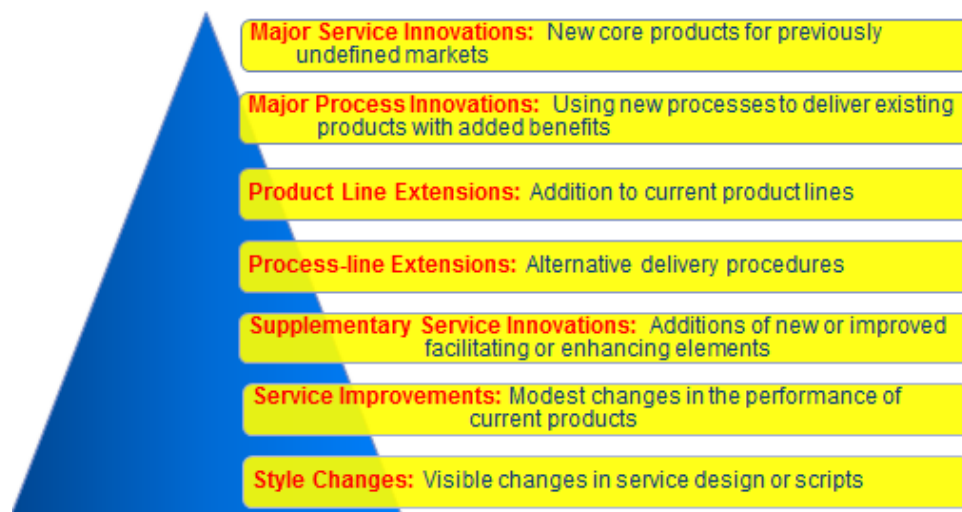 Major Service Innovations: New core products for previously
undefined markets
Major Process Innovations: Using new processes to deliver existing
products with added benefits
Product Line Extensions: Addition to current product lines
Process-line Extensions: Alternative delivery procedures
Supplementary Service Innovations: Additions of new or improved
facilitating or enhancing elements
Service Improvements: Modest changes in the performance of
current products
Style Changes: Visible changes in service design or scripts